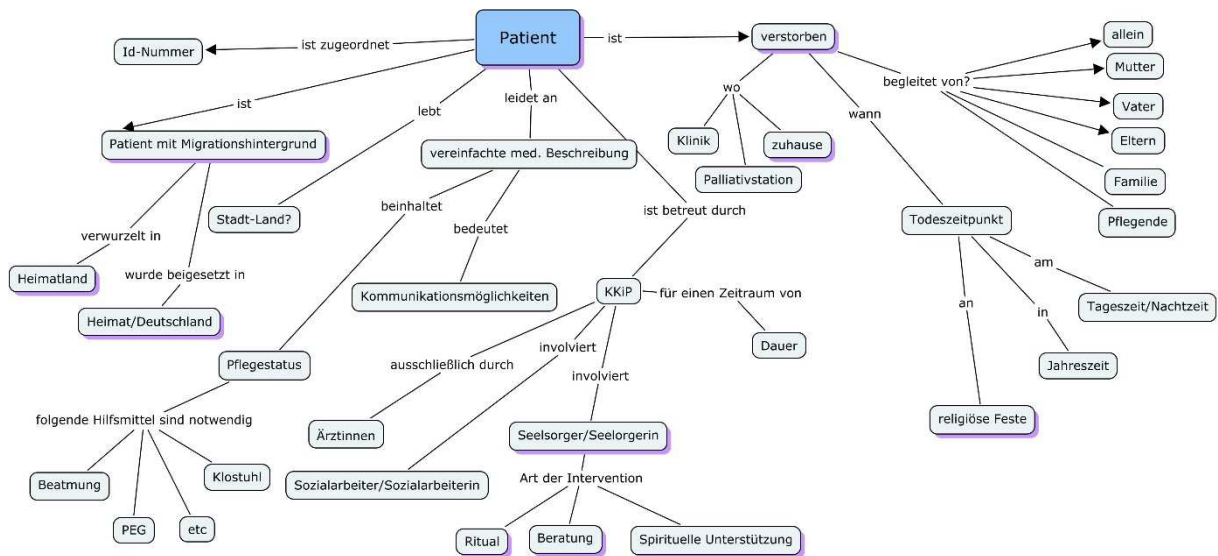 Patient
ist zugeordnet
Id-Nummer
ist
verstorben
allein
Mutter
begleitet von?
Vater
Eltern
Familie
Pflegende
wo
Klinik
zuhause
Palliativstation
wann
Todeszeitpunkt
am
Tageszeit/Nachtzeit
in
Jahreszeit
an
religiöse Feste
ist
Patient mit Migrationshintergrund
verwurzelt in
Heimatland
wurde beigesetzt in
Heimat/Deutschland
lebt
Stadt-Land?
leidet an
vereinfachte med. Beschreibung
beinhaltet
bedeutet
Kommunikationsmöglichkeiten
Pflegestatus
folgende Hilfsmittel sind notwendig
Beatmung
PEG
etc
Klostuhl
ist betreut durch
KKiP
für einen Zeitraum von
Dauer
ausschließlich durch
Ärztinnen
involviert
Sozialarbeiter/Sozialarbeiterin
involviert
Seelsorger/Seelorgerin
Art der Intervention
Ritual
Beratung
Spirituelle Unterstützung